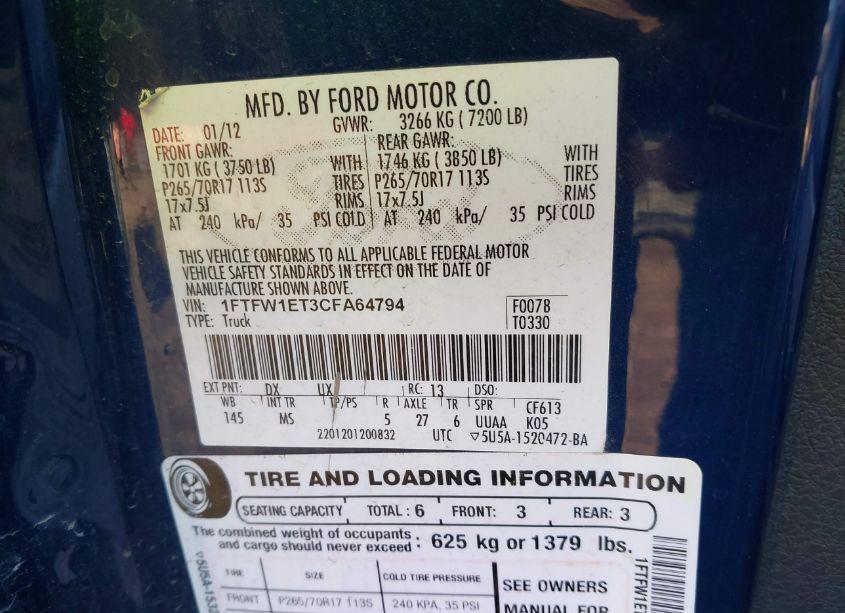 MFD. BY FORD MOTOR CO.
DATE: 01/12 GVWR: 3266 KG ( 7200 LB)
FRONT GAWR: REAR GAWR:
1701 KG ( 3750 LB) WITH 1746 KG ( 3850 LB) WITH
P265/70R17 113S TIRES P265/70R17 113S TIRES
17x7.5J RIMS 17x7.5J RIMS
AT 240 kPa/ 35 PSI COLD AT 240 kPa/ 35 PSI COLD
THIS VEHICLE CONFORMS TO ALL APPLICABLE FEDERAL MOTOR
VEHICLE SAFETY STANDARDS IN EFFECT ON THE DATE OF
MANUFACTURE SHOWN ABOVE.
VIN: 1FTFW1ET3CFA64794 F0078
TYPE: Truck T0330
EXT PNT: DX UX RC: 13 DSO:
WB INT TR TP/PS R AXLE TR SPR CF613
145 MS 5 27 6 UUAA K05
2201201200832 UTC ▽5U5A-1520472-BA
TIRE AND LOADING INFORMATION
SEATING CAPACITY TOTAL : 6 FRONT: 3 REAR: 3
The combined weight of occupants
and cargo should never exceed : 625 kg or 1379 lbs.
TIRE SIZE COLD TIRE PRESSURE SEE OWNERS
FRONT P265/70R17 113S 240 KPA, 35 PSI MANUAL FOR
▽5U5A-153
1FTFW1E